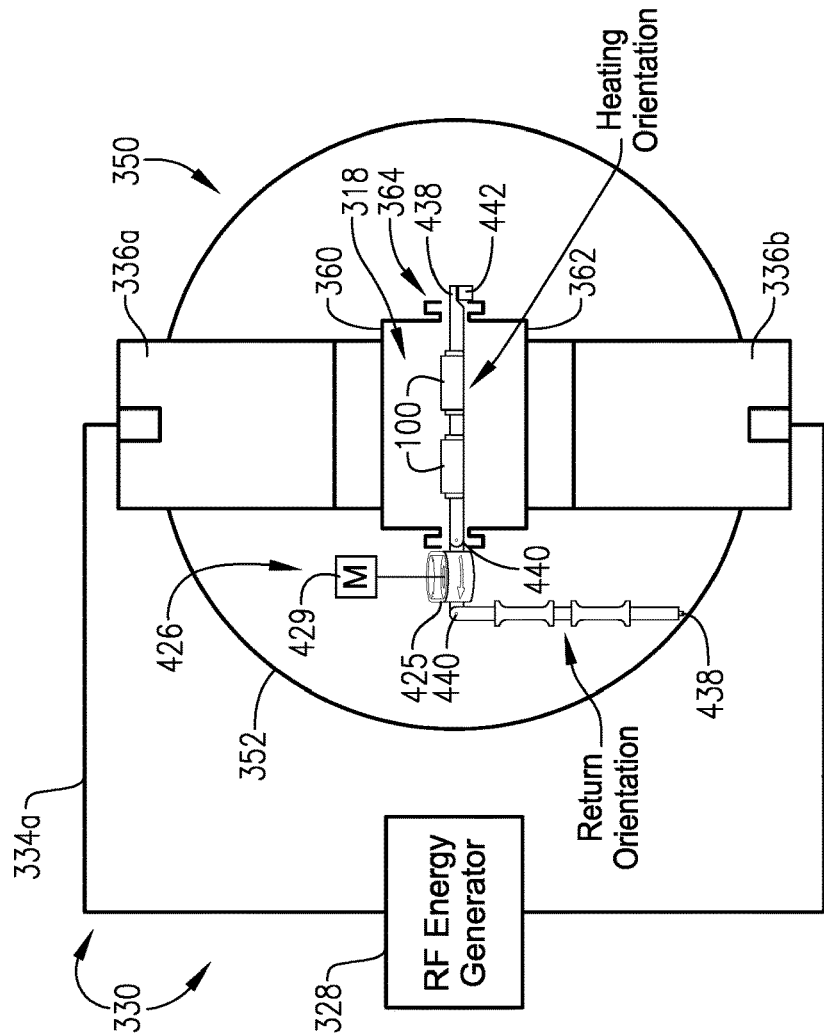 330
334a
328
RF Energy
Generator
352
426
429
M
425
440
440
Return
Orientation
438
100
336a
350
360
318
364
438
442
362
336b
Heating
Orientation